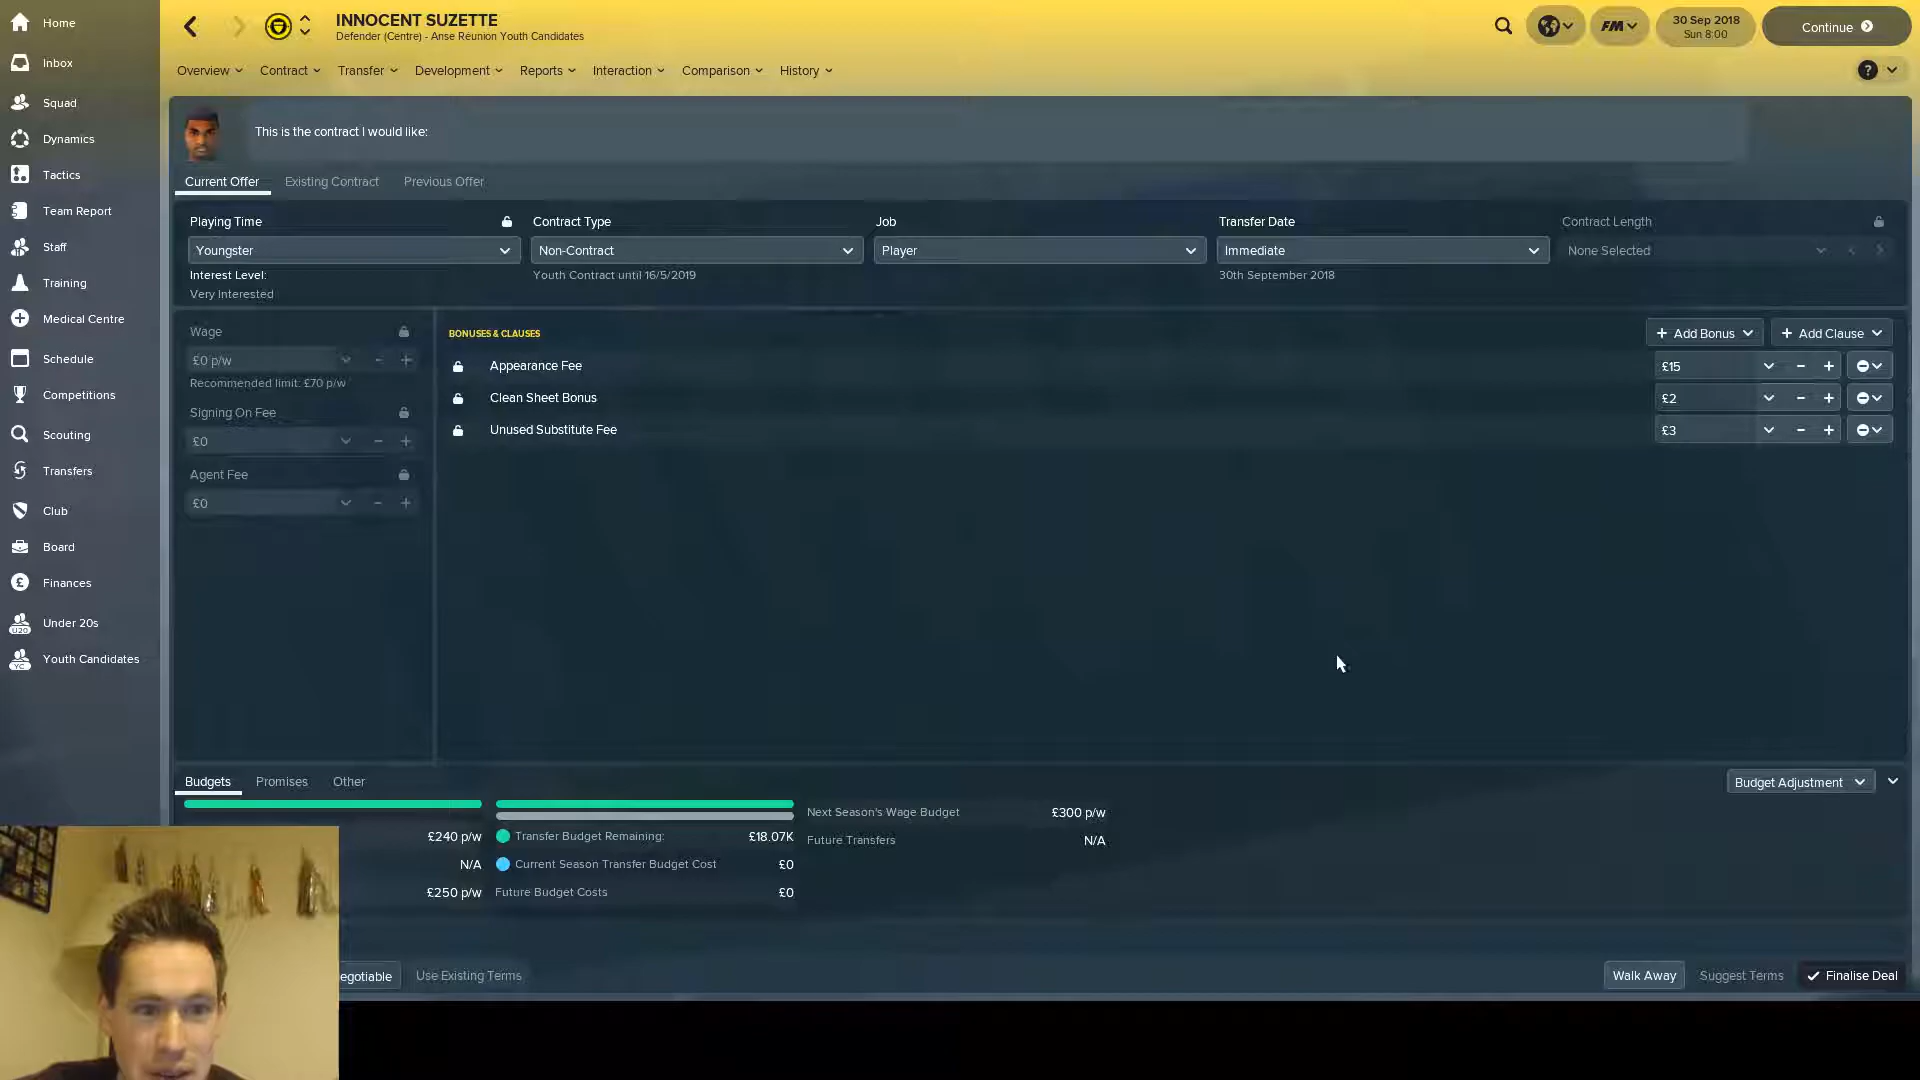 Home
Inbox
Squad
Dynamics
Tactics
Team Report
Staff
Training
Medical Centre
Schedule
Competitions
Scouting
Transfers
Club
Board
Finances
Under 20s
Youth Candidates
INNOCENT SUZETTE
Defender (Centre) - Anse Réunion Youth Candidates
FM
30 Sep 2018
Sun 8:00
Continue
Overview Contract Transfer Development Reports Interaction Comparison History
This is the contract I would like:
Current Offer Existing Contract Previous Offer
Playing Time Contract Type Job Transfer Date Contract Length
Youngster Non-Contract Player Immediate None Selected
Interest Level: Youth Contract until 16/5/2019 30th September 2018
Very Interested
Wage
£0 p/w
Recommended limit: £70 p/w
Signing On Fee
£0
Agent Fee
£0
BONUSES & CLAUSES
+ Add Bonus + Add Clause
Appearance Fee £15
Clean Sheet Bonus £2
Unused Substitute Fee £3
Budgets Promises Other
Budget Adjustment
£240 p/w
N/A
£250 p/w
Transfer Budget Remaining: £18.07K
Current Season Transfer Budget Cost £0
Future Budget Costs £0
Next Season's Wage Budget £300 p/w
Future Transfers N/A
egotiable Use Existing Terms
Walk Away Suggest Terms Finalise Deal